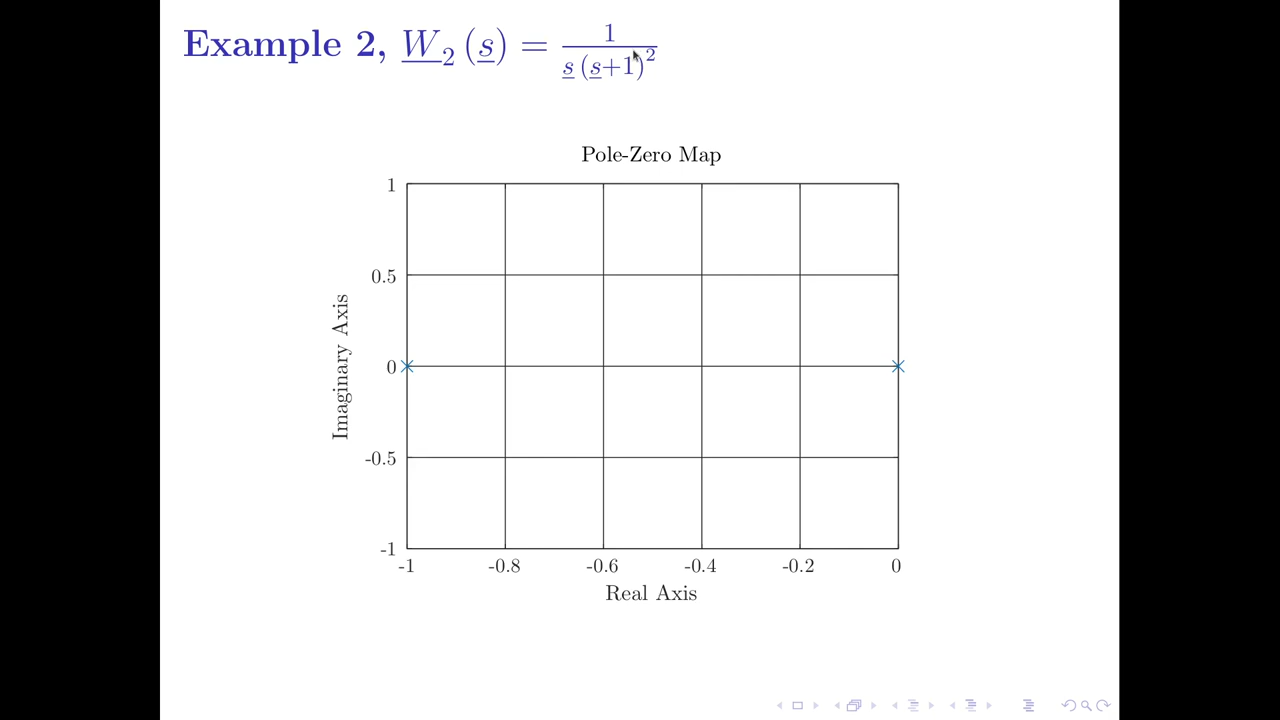 Example 2, W₂(s) = 1 / s(s+1)²
Pole-Zero Map
1
0.5
0
-0.5
-1
Imaginary Axis
-1 -0.8 -0.6 -0.4 -0.2 0
Real Axis